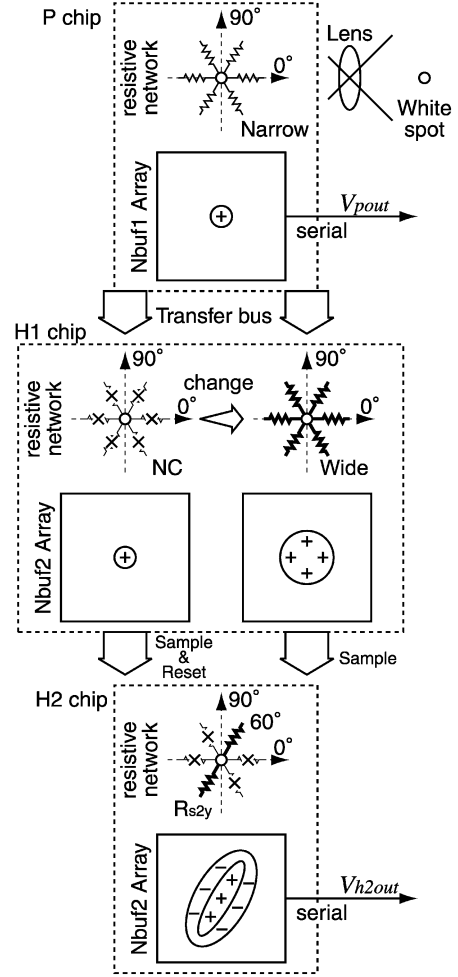 P chip
90°
0°
resistive
network
Narrow
Lens
White
spot
Nbuf1 Array
+
Vpout
serial
Transfer bus
H1 chip
90°
0°
resistive
network
NC
change
90°
0°
Wide
Nbuf2 Array
+
+
+ +
+
Sample
&
Reset
Sample
H2 chip
90°
60°
0°
resistive
network
Rs2y
Nbuf2 Array
− + −
− + −
− + −
−
Vh2out
serial